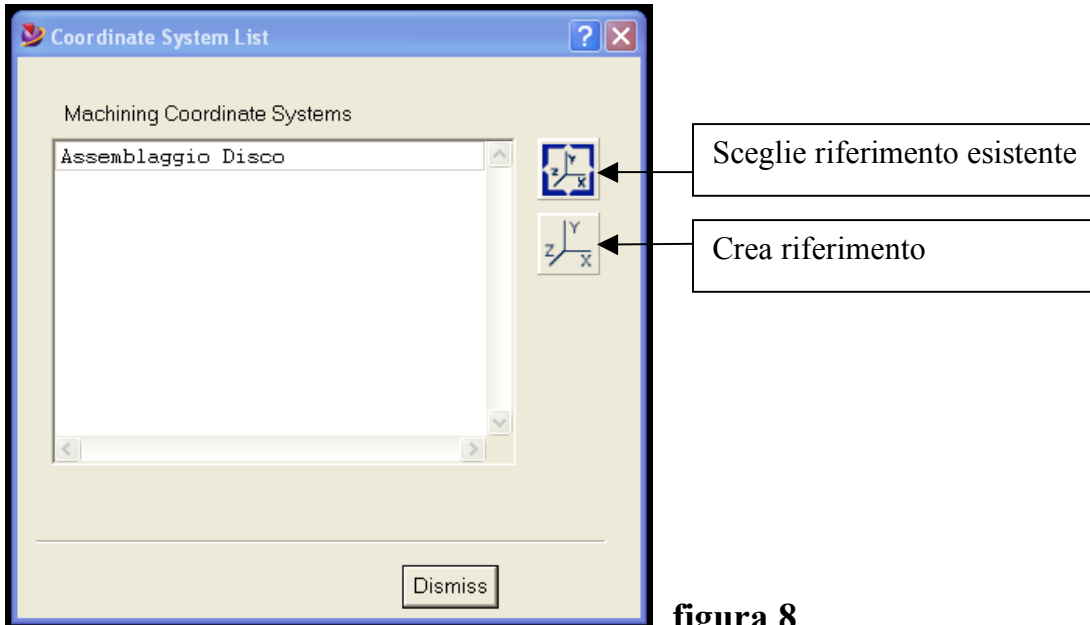 Coordinate System List
Machining Coordinate Systems
Assemblaggio Disco
Y
Z X
Sceglie riferimento esistente
Y
Z X
Crea riferimento
Dismiss
figura 8